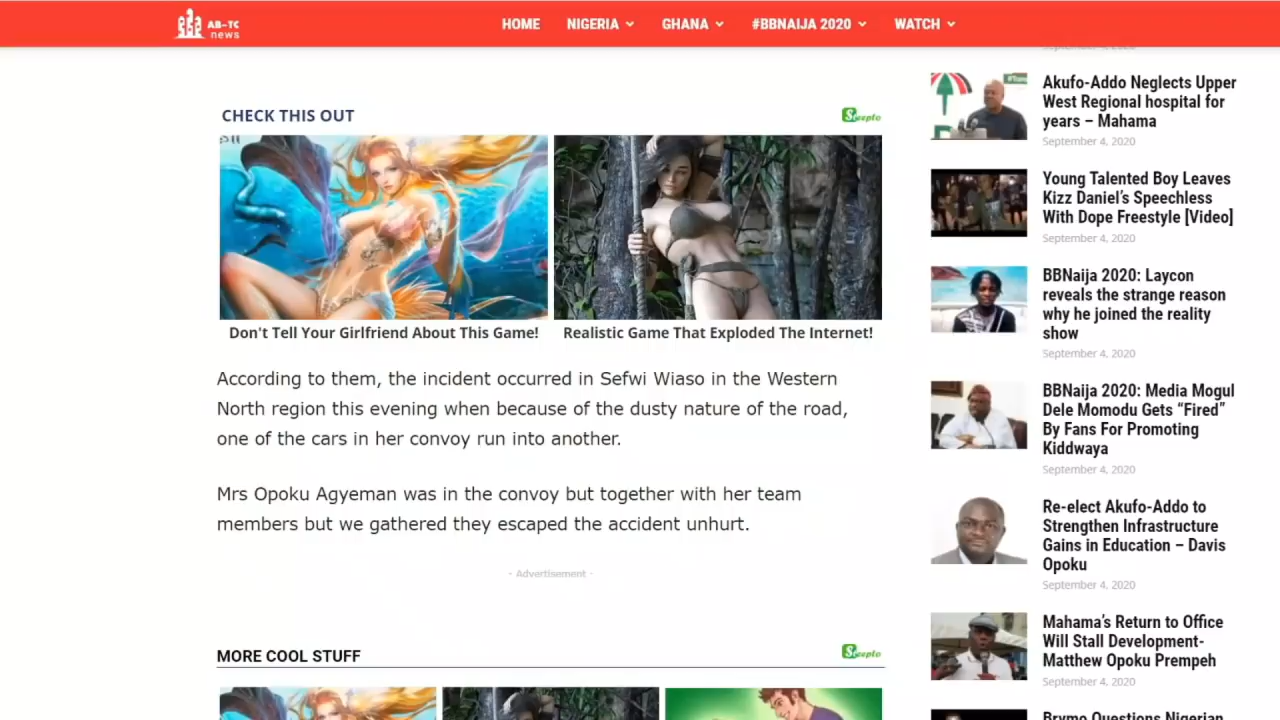 AB-TC
news
HOME
NIGERIA
GHANA
#BBNAIJA 2020
WATCH
CHECK THIS OUT
Don't Tell Your Girlfriend About This Game!
Realistic Game That Exploded The Internet!
According to them, the incident occurred in Sefwi Wiaso in the Western
North region this evening when because of the dusty nature of the road,
one of the cars in her convoy run into another.
Mrs Opoku Agyeman was in the convoy but together with her team
members but we gathered they escaped the accident unhurt.
- Advertisement -
MORE COOL STUFF
September 4, 2020
Akufo-Addo Neglects Upper
West Regional hospital for
years – Mahama
September 4, 2020
Young Talented Boy Leaves
Kizz Daniel’s Speechless
With Dope Freestyle [Video]
September 4, 2020
BBNaija 2020: Laycon
reveals the strange reason
why he joined the reality
show
September 4, 2020
BBNaija 2020: Media Mogul
Dele Momodu Gets “Fired”
By Fans For Promoting
Kiddwaya
September 4, 2020
Re-elect Akufo-Addo to
Strengthen Infrastructure
Gains in Education – Davis
Opoku
September 4, 2020
Mahama’s Return to Office
Will Stall Development-
Matthew Opoku Prempeh
September 4, 2020
Brymo Questions Nigerian